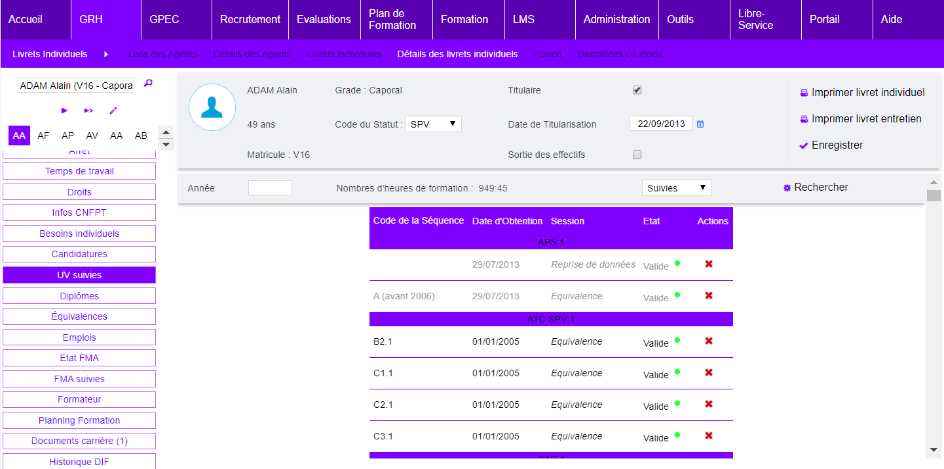 Accueil GRH GPEC Recrutement Evaluations Plan de Formation Formation LMS Administration Outils Libre-Service Portail Aide
Livrets Individuels Liste des Agents Détails des Agents Livrets individuels Détails des livrets individuels Fusion Demandes de modif.
ADAM Alain (V16 - Capora
AA AF AP AV AA AB
Temps de travail
Droits
Infos CNFPT
Besoins individuels
Candidatures
UV suivies
Diplômes
Équivalences
Emplois
Etat FMA
FMA suivies
Formateur
Planning Formation
Documents carrière (1)
Historique DIF
ADAM Alain Grade : Caporal Titulaire
49 ans Code du Statut : SPV Date de Titularisation 22/09/2013
Matricule : V16 Sortie des effectifs
Imprimer livret individuel
Imprimer livret entretien
Enregistrer
Année Nombres d'heures de formation : 949:45 Suivies Rechercher
Code de la Séquence Date d'Obtention Session Etat Actions
APS 1
29/07/2013 Reprise de données Valide
A (avant 2006) 29/07/2013 Equivalence Valide
ATC SPV 1
B2.1 01/01/2005 Equivalence Valide
C1.1 01/01/2005 Equivalence Valide
C2.1 01/01/2005 Equivalence Valide
C3.1 01/01/2005 Equivalence Valide